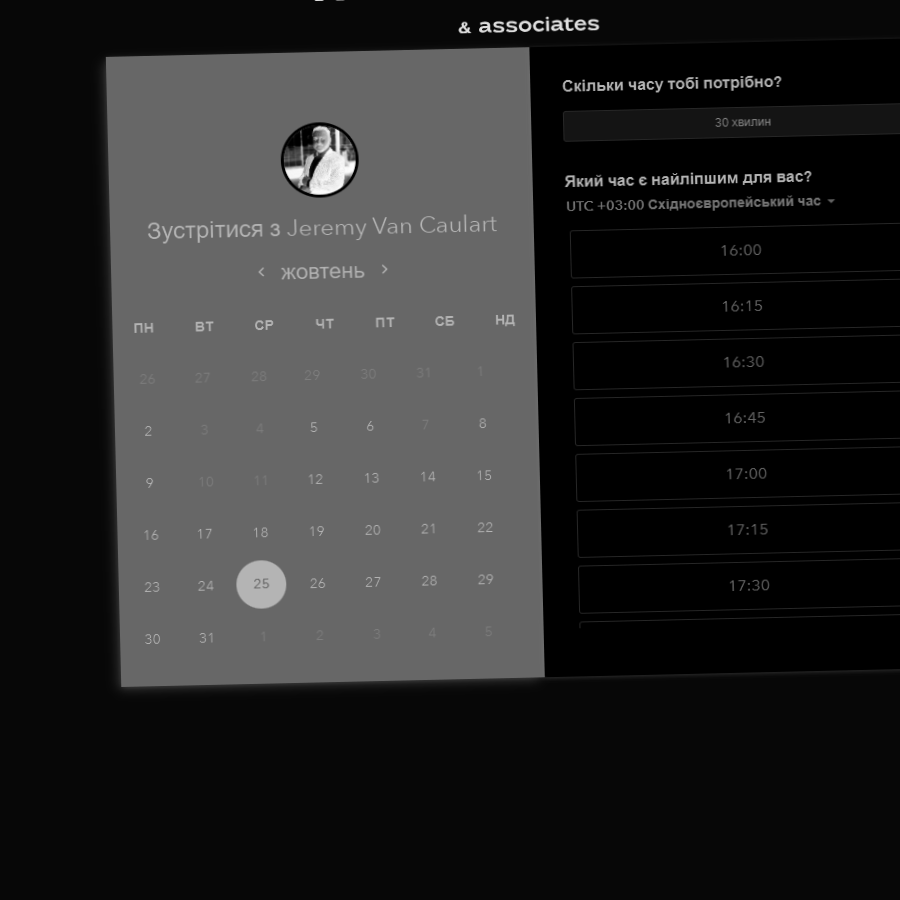 & associates
Зустрітися з Jeremy Van Caulart
жовтень
ПН ВТ СР ЧТ ПТ СБ НД
26 27 28 29 30 31 1
2 3 4 5 6 7 8
9 10 11 12 13 14 15
16 17 18 19 20 21 22
23 24 25 26 27 28 29
30 31 1 2 3 4 5
Скільки часу тобі потрібно?
30 хвилин
Який час є найліпшим для вас?
UTC +03:00 Східноєвропейський час
16:00
16:15
16:30
16:45
17:00
17:15
17:30